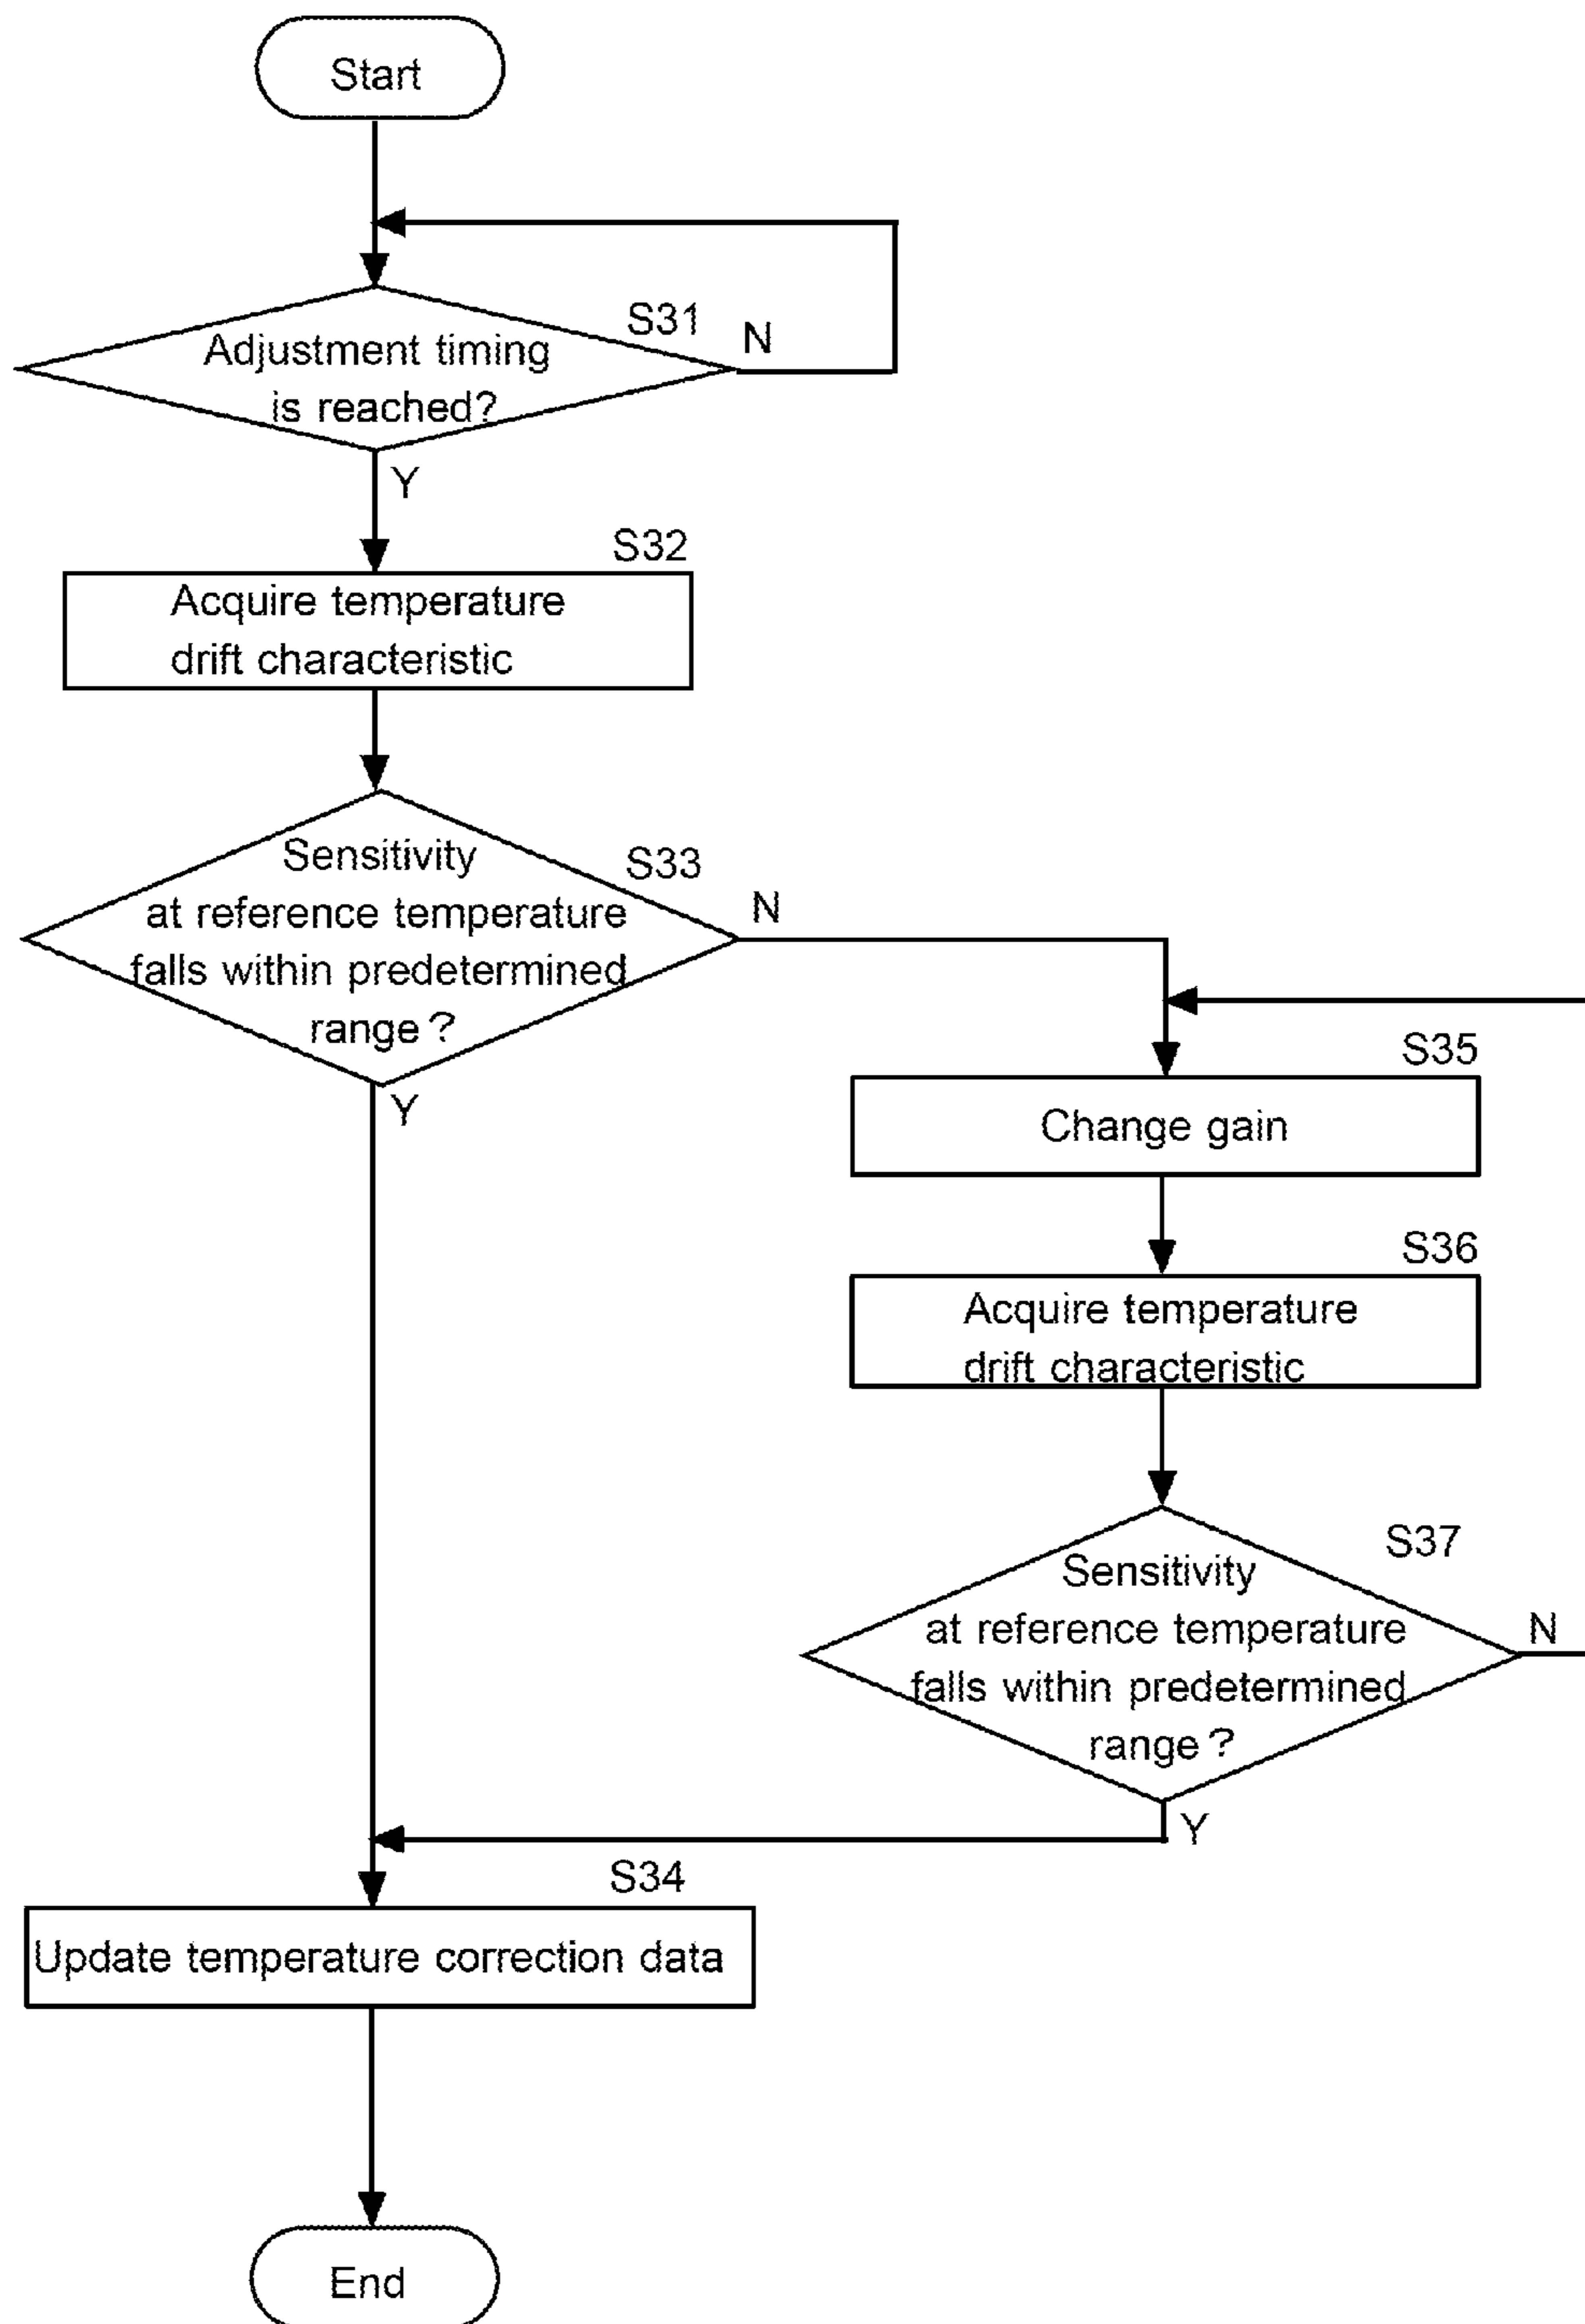 Start
S31
Adjustment timing
is reached?
N
Y
S32
Acquire temperature
drift characteristic
S33
Sensitivity
at reference temperature
falls within predetermined
range?
N
Y
S35
Change gain
S36
Acquire temperature
drift characteristic
S37
Sensitivity
at reference temperature
falls within predetermined
range?
N
Y
S34
Update temperature correction data
End